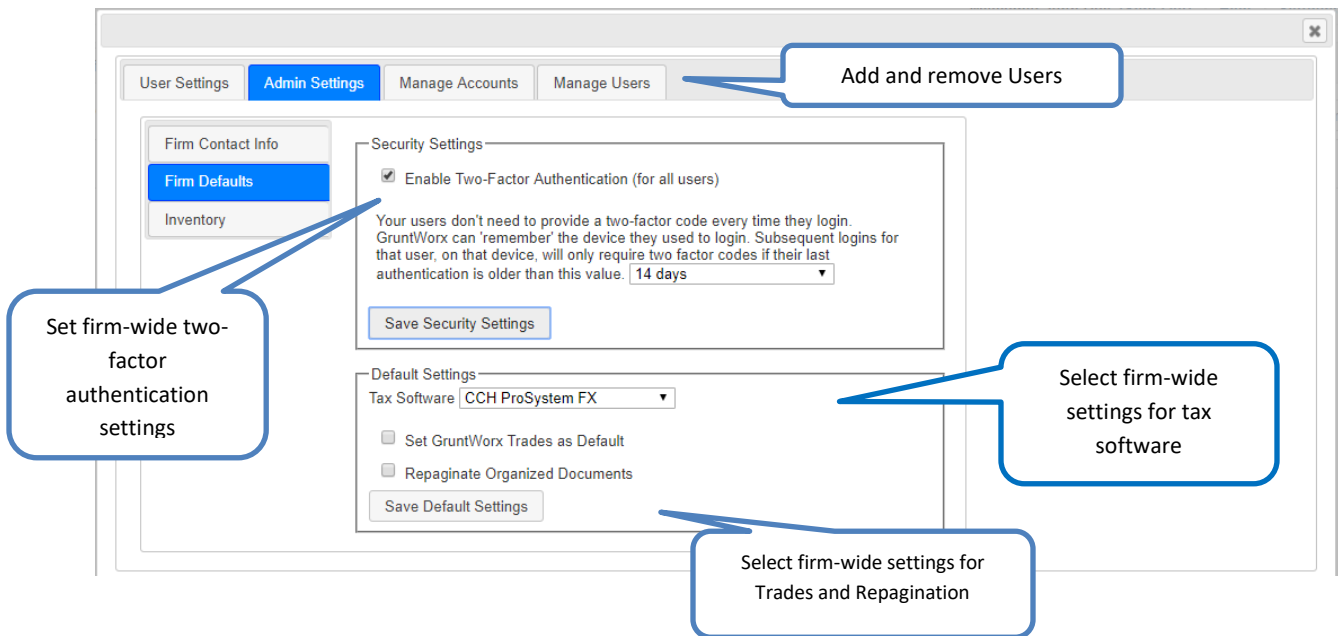 Add and remove Users
User Settings
Admin Settings
Manage Accounts
Manage Users
Firm Contact Info
Firm Defaults
Inventory
Security Settings
Enable Two-Factor Authentication (for all users)
Your users don't need to provide a two-factor code every time they login.
GruntWorx can 'remember' the device they used to login. Subsequent logins for
that user, on that device, will only require two factor codes if their last
authentication is older than this value. 14 days
Save Security Settings
Set firm-wide two-
factor
authentication
settings
Default Settings
Tax Software CCH ProSystem FX
Set GruntWorx Trades as Default
Repaginate Organized Documents
Save Default Settings
Select firm-wide
settings for tax
software
Select firm-wide settings for
Trades and Repagination